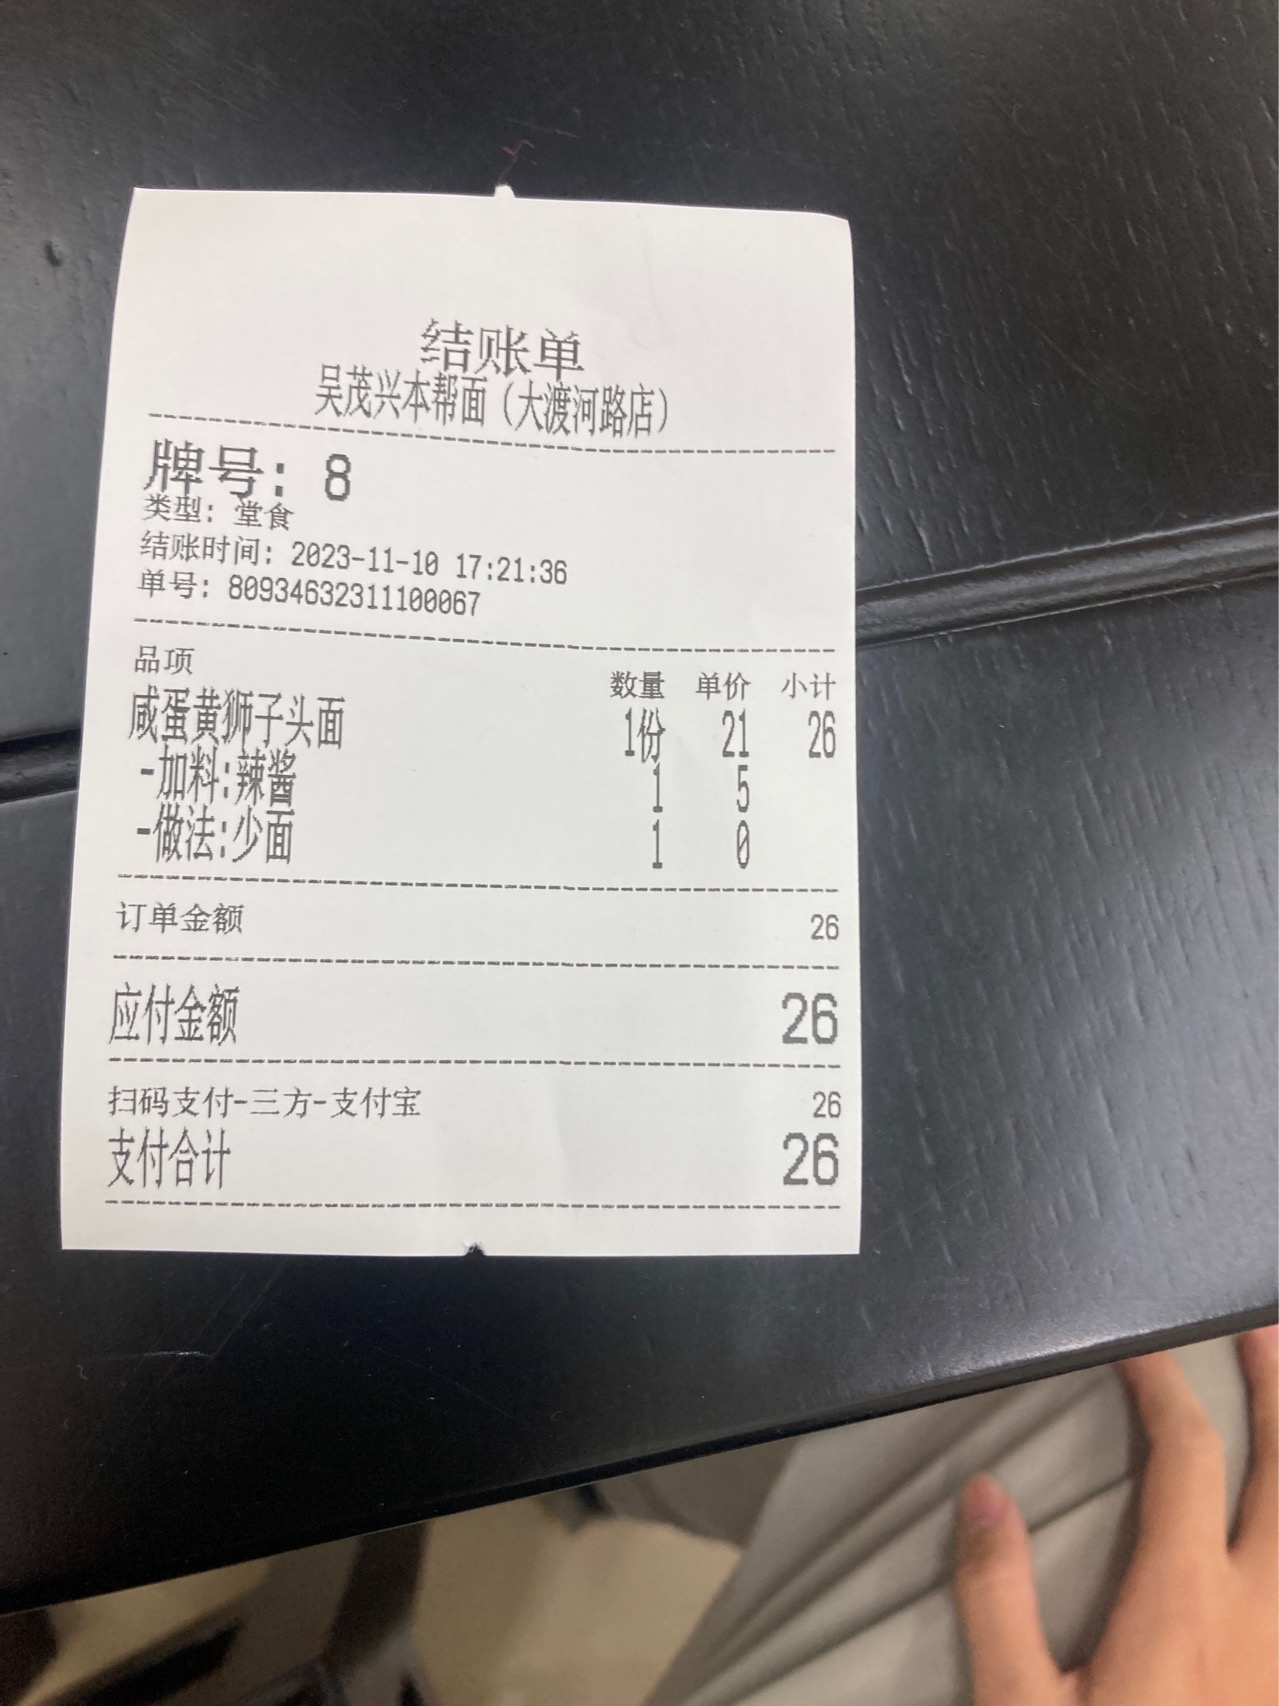 结账单
吴茂兴本帮面（大渡河路店）
牌号: 8
类型: 堂食
结账时间: 2023-11-10 17:21:36
单号: 80934632311100067
品项 数量 单价 小计
咸蛋黄狮子头面 1份 21 26
-加料:辣酱 1 5
-做法:少面 1 0
订单金额 26
应付金额 26
扫码支付-三方-支付宝 26
支付合计 26